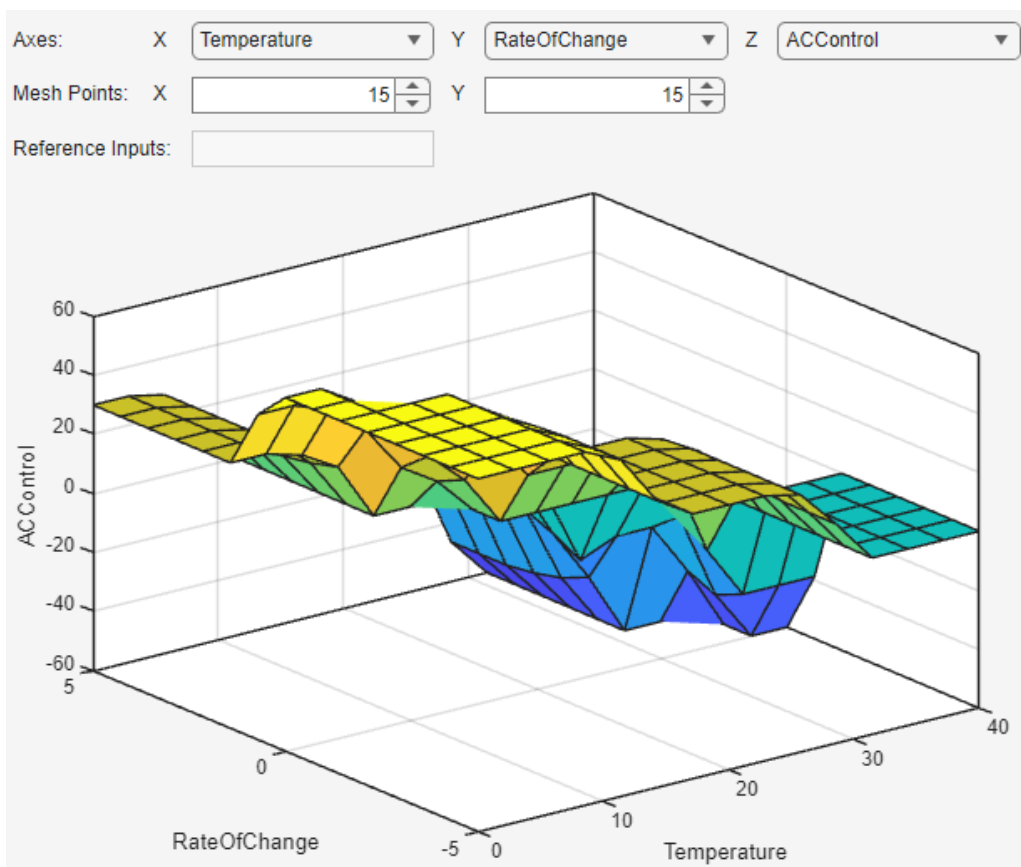 Axes: X Temperature Y RateOfChange Z ACControl
Mesh Points: X 15 Y 15
Reference Inputs:
60
40
20
0
-20
-40
-60
ACControl
5
0
-5
RateOfChange
0
10
20
30
40
Temperature